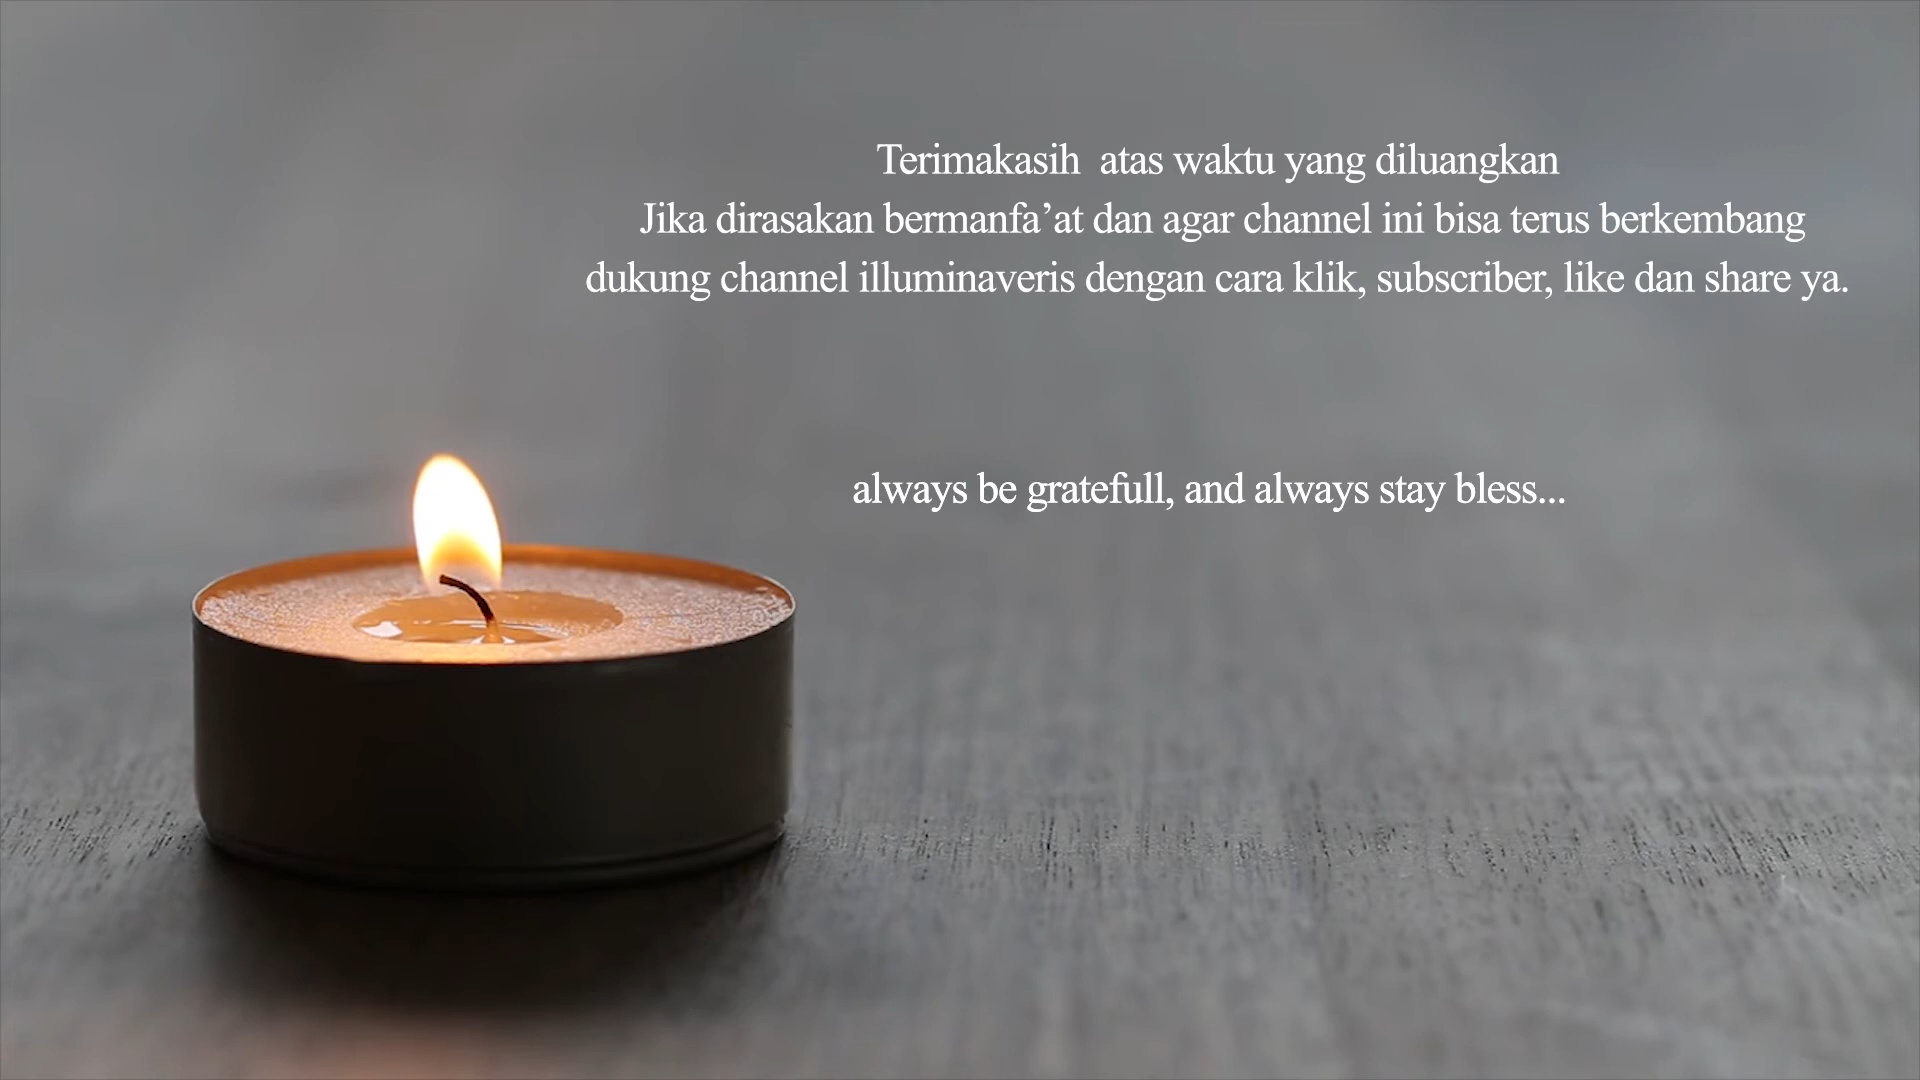 Terimakasih  atas waktu yang diluangkan
Jika dirasakan bermanfa’at dan agar channel ini bisa terus berkembang
dukung channel illuminaveris dengan cara klik, subscriber, like dan share ya.
always be gratefull, and always stay bless...